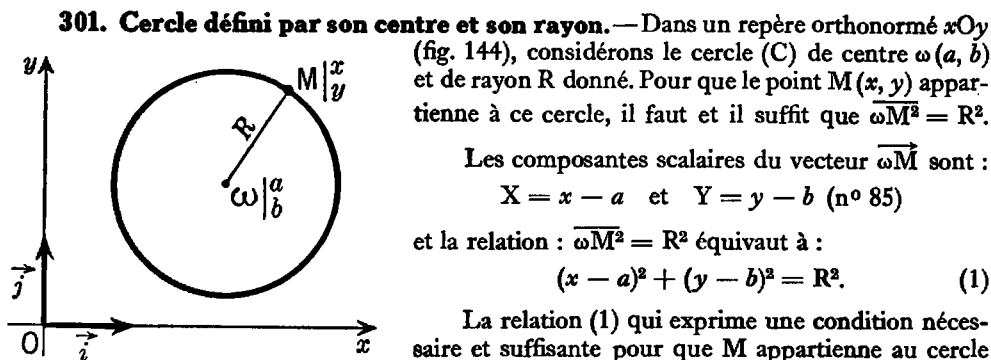 301. Cercle défini par son centre et son rayon. — Dans un repère orthonormé xOy
(fig. 144), considérons le cercle (C) de centre ω(a, b)
et de rayon R donné. Pour que le point M(x, y) appar-
tienne à ce cercle, il faut et il suffit que ωM² = R².
Les composantes scalaires du vecteur ωM sont :
X = x — a et Y = y — b (nº 85)
et la relation : ωM² = R² équivaut à :
(x — a)² + (y — b)² = R². (1)
La relation (1) qui exprime une condition néces-
saire et suffisante pour que M appartienne au cercle
y
M|x y
R
ω|a b
j
O
i
x